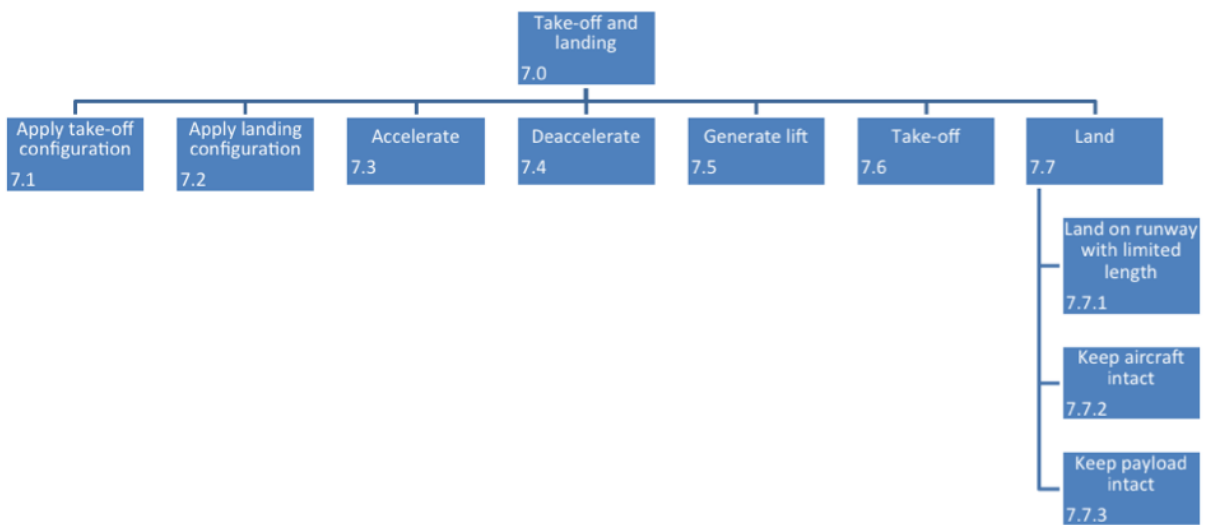 Take-off and
landing
7.0
Apply take-off
configuration
7.1
Apply landing
configuration
7.2
Accelerate
7.3
Deaccelerate
7.4
Generate lift
7.5
Take-off
7.6
Land
7.7
Land on runway
with limited
length
7.7.1
Keep aircraft
intact
7.7.2
Keep payload
intact
7.7.3